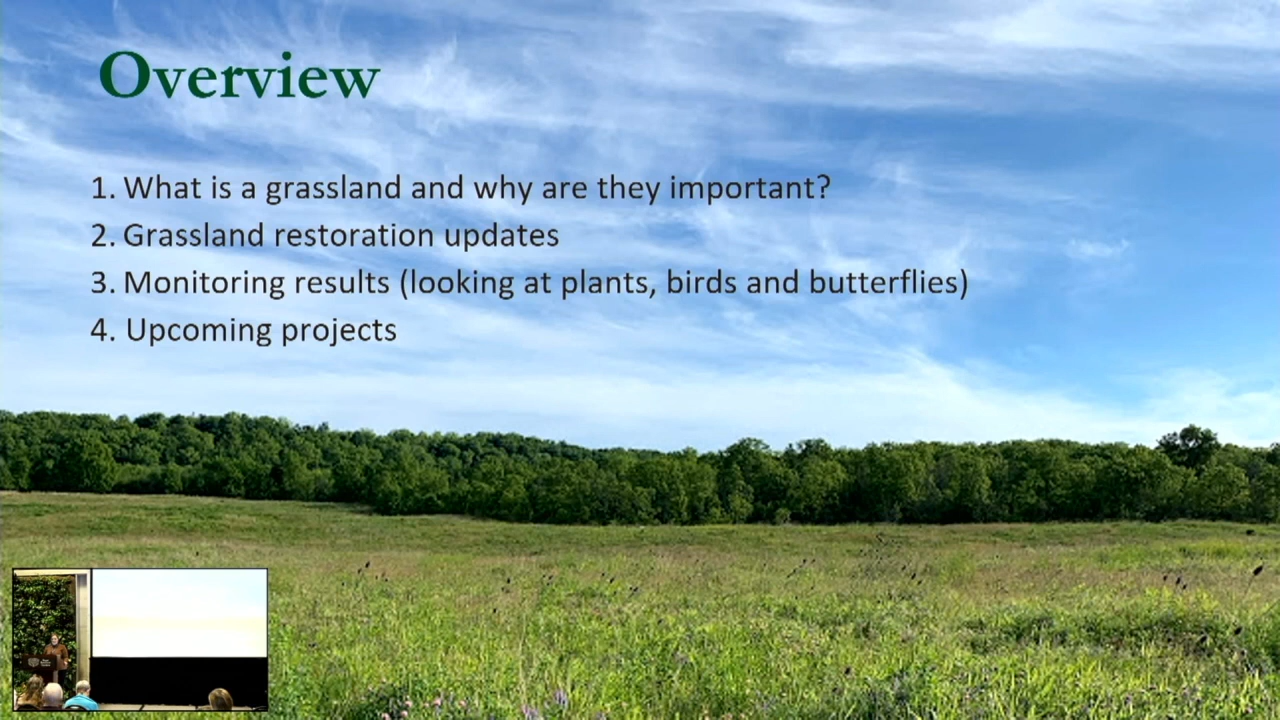 Overview
1. What is a grassland and why are they important?
2. Grassland restoration updates
3. Monitoring results (looking at plants, birds and butterflies)
4. Upcoming projects